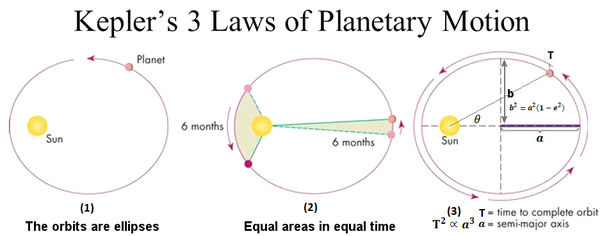 Kepler's 3 Laws of Planetary Motion
Planet
Sun
(1)
The orbits are ellipses
6 months
6 months
(2)
Equal areas in equal time
T
b
b² = a²(1 − e²)
θ
Sun
a
(3) T = time to complete orbit
T² ∝ a³ a = semi-major axis